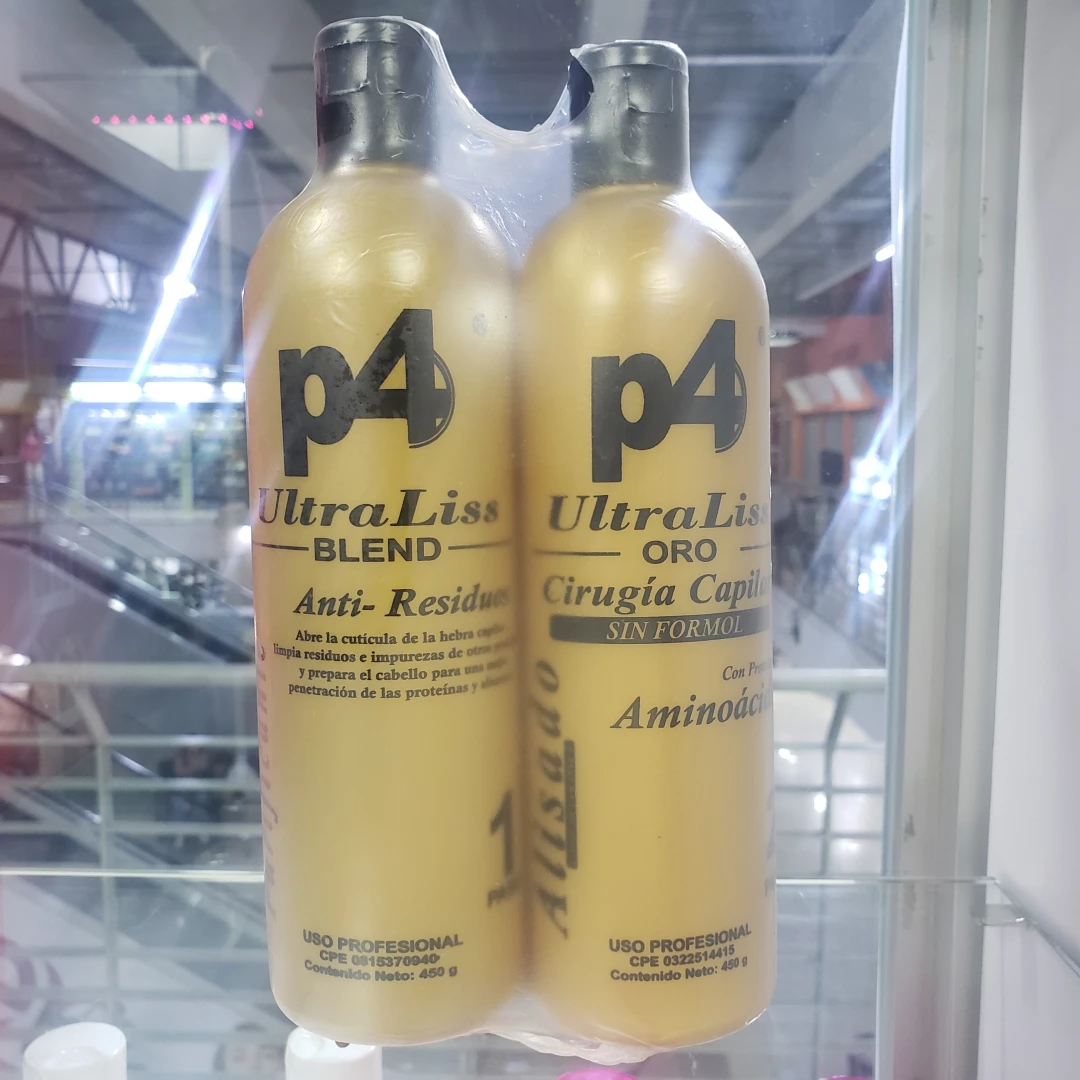 p4
UltraLiss
BLEND
Anti- Residuos
Abre la cutícula de la hebra
limpia residuos e impurezas de otros
y prepara el cabello para una
penetración de las proteínas y
1
USO PROFESIONAL
CPE 0815370940
Contenido Neto: 450 g
p4
UltraLiss
ORO
Cirugía Capila
SIN FORMOL
Con
Aminoáci
Alisado
USO PROFESIONAL
CPE 0322514415
Contenido Neto: 450 g